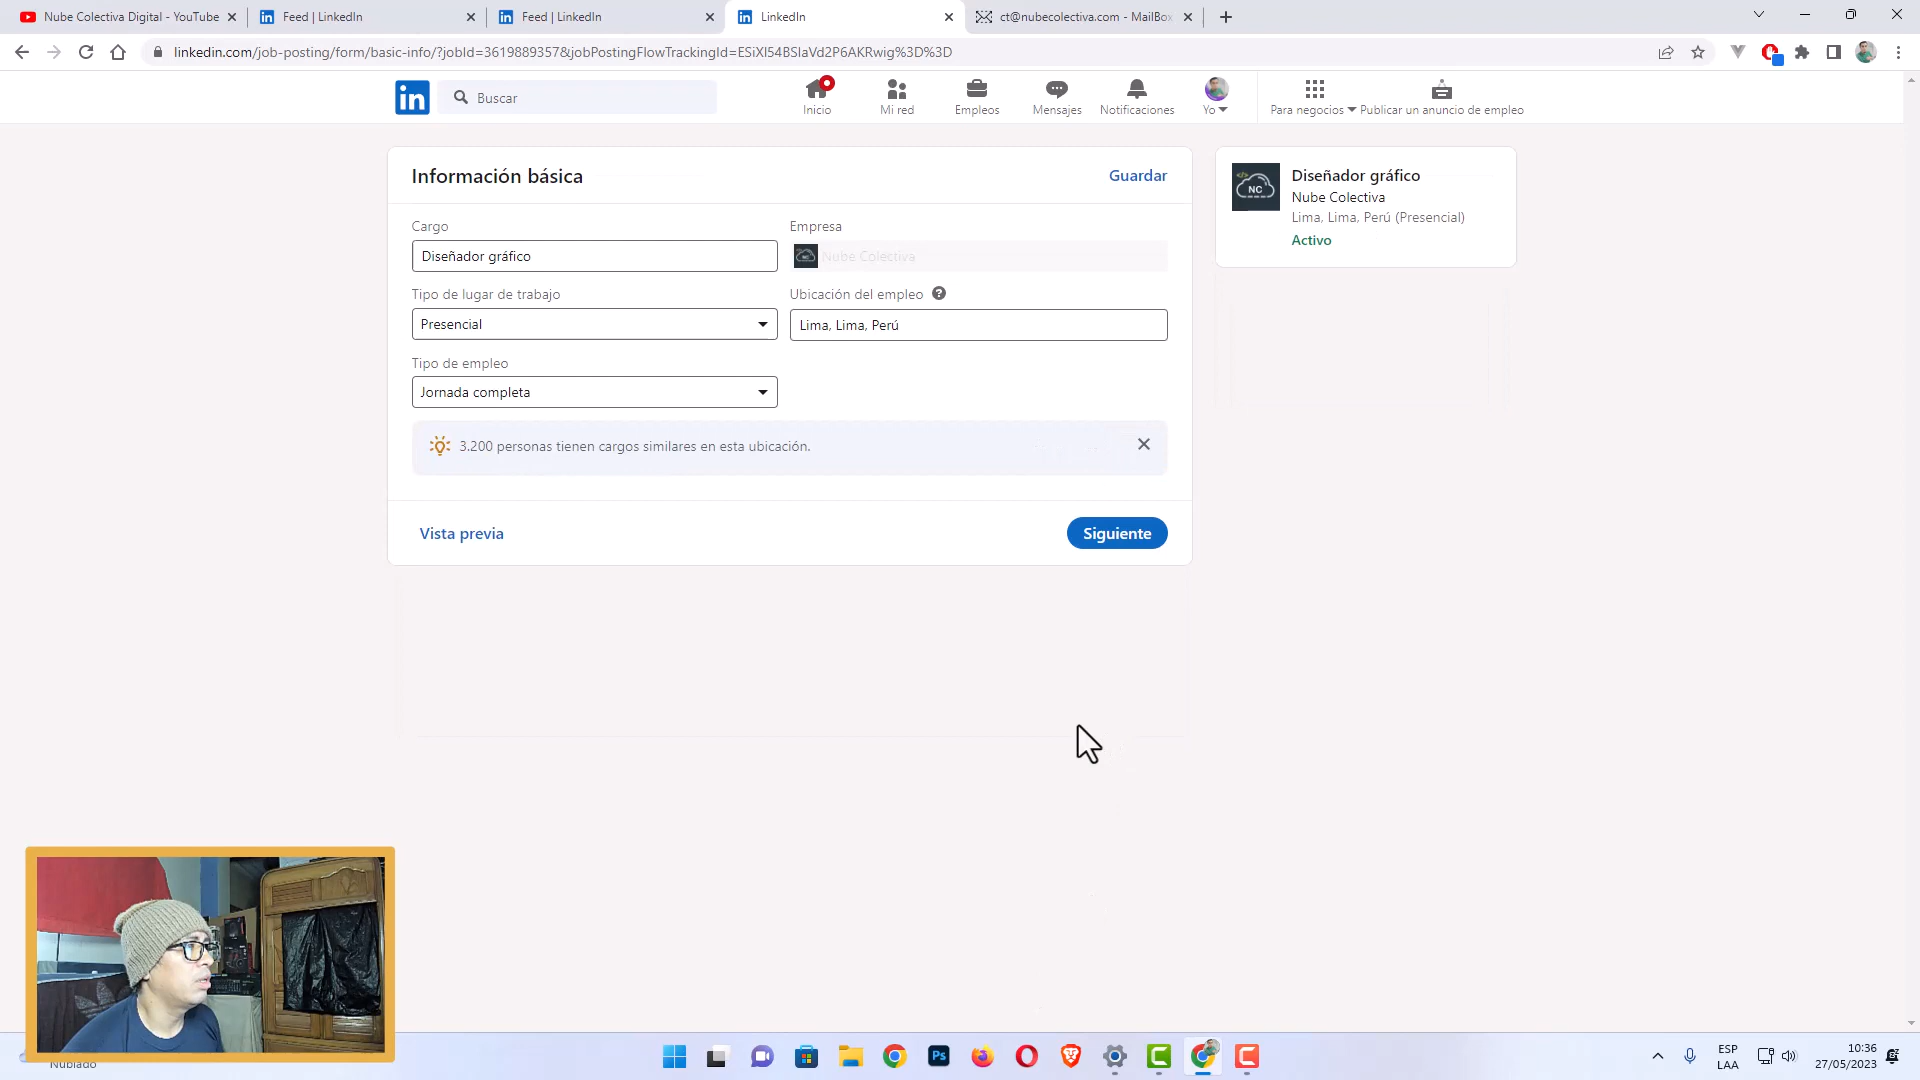 Nube Colectiva Digital - YouTube
Feed | LinkedIn
Feed | LinkedIn
LinkedIn
ct@nubecolectiva.com - MailBox
linkedin.com/job-posting/form/basic-info/?jobId=3619889357&jobPostingFlowTrackingId=ESiXI54BSIaVd2P6AKRwig%3D%3D
in
Buscar
Inicio
Mi red
Empleos
Mensajes
Notificaciones
Yo
Para negocios
Publicar un anuncio de empleo
Información básica
Guardar
Cargo
Diseñador gráfico
Empresa
Nube Colectiva
Tipo de lugar de trabajo
Presencial
Ubicación del empleo
Lima, Lima, Perú
Tipo de empleo
Jornada completa
3.200 personas tienen cargos similares en esta ubicación.
Vista previa
Siguiente
NC
Diseñador gráfico
Nube Colectiva
Lima, Lima, Perú (Presencial)
Activo
Nublado
Ps
ESP
LAA
10:36
27/05/2023